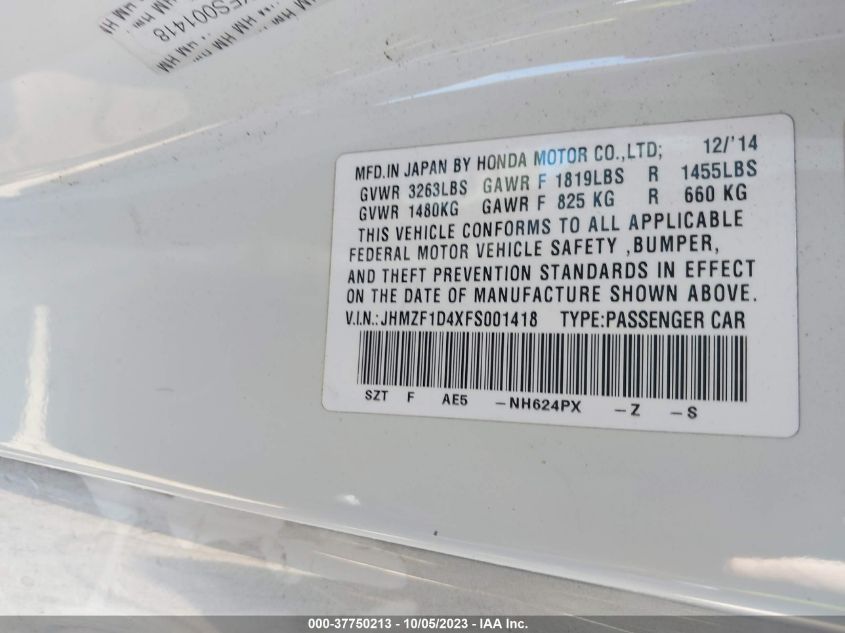 FS001418
HM HM
MFD.IN JAPAN BY HONDA MOTOR CO.,LTD; 12/'14
GVWR 3263LBS GAWR F 1819LBS R 1455LBS
GVWR 1480KG GAWR F 825 KG R 660 KG
THIS VEHICLE CONFORMS TO ALL APPLICABLE
FEDERAL MOTOR VEHICLE SAFETY ,BUMPER,
AND THEFT PREVENTION STANDARDS IN EFFECT
ON THE DATE OF MANUFACTURE SHOWN ABOVE.
V.I.N.:JHMZF1D4XFS001418 TYPE:PASSENGER CAR
SZT F AE5 -NH624PX -Z -S
000-37750213 - 10/05/2023 - IAA Inc.